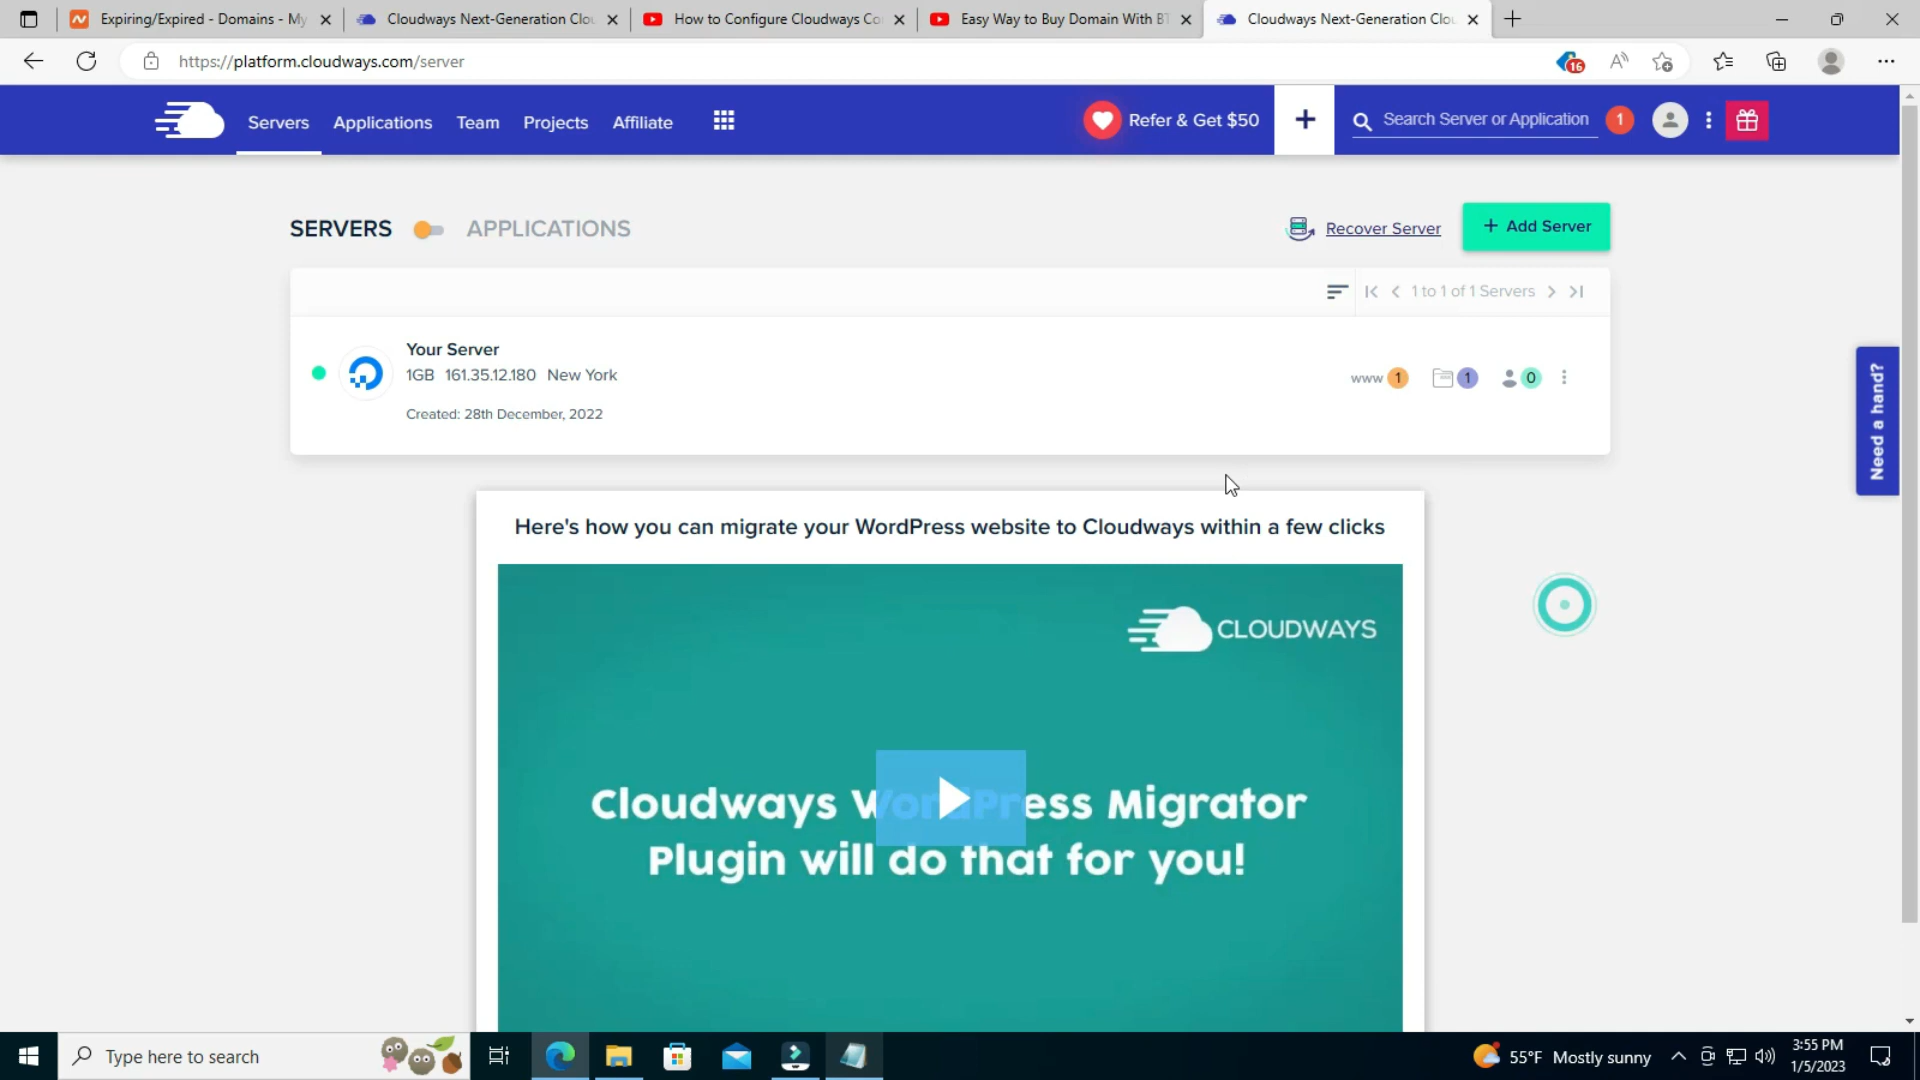 Expiring/Expired - Domains - My
Cloudways Next-Generation Clou
How to Configure Cloudways Co
Easy Way to Buy Domain With BT
Cloudways Next-Generation Clou
https://platform.cloudways.com/server
16
Servers
Applications
Team
Projects
Affiliate
Refer & Get $50
+
Search Server or Application
1
SERVERS
APPLICATIONS
Recover Server
+ Add Server
1 to 1 of 1 Servers
Your Server
1GB 161.35.12.180 New York
Created: 28th December, 2022
www 1
1
0
Need a hand?
Here's how you can migrate your WordPress website to Cloudways within a few clicks
CLOUDWAYS
Cloudways WordPress Migrator
Plugin will do that for you!
Type here to search
55°F Mostly sunny
3:55 PM
1/5/2023